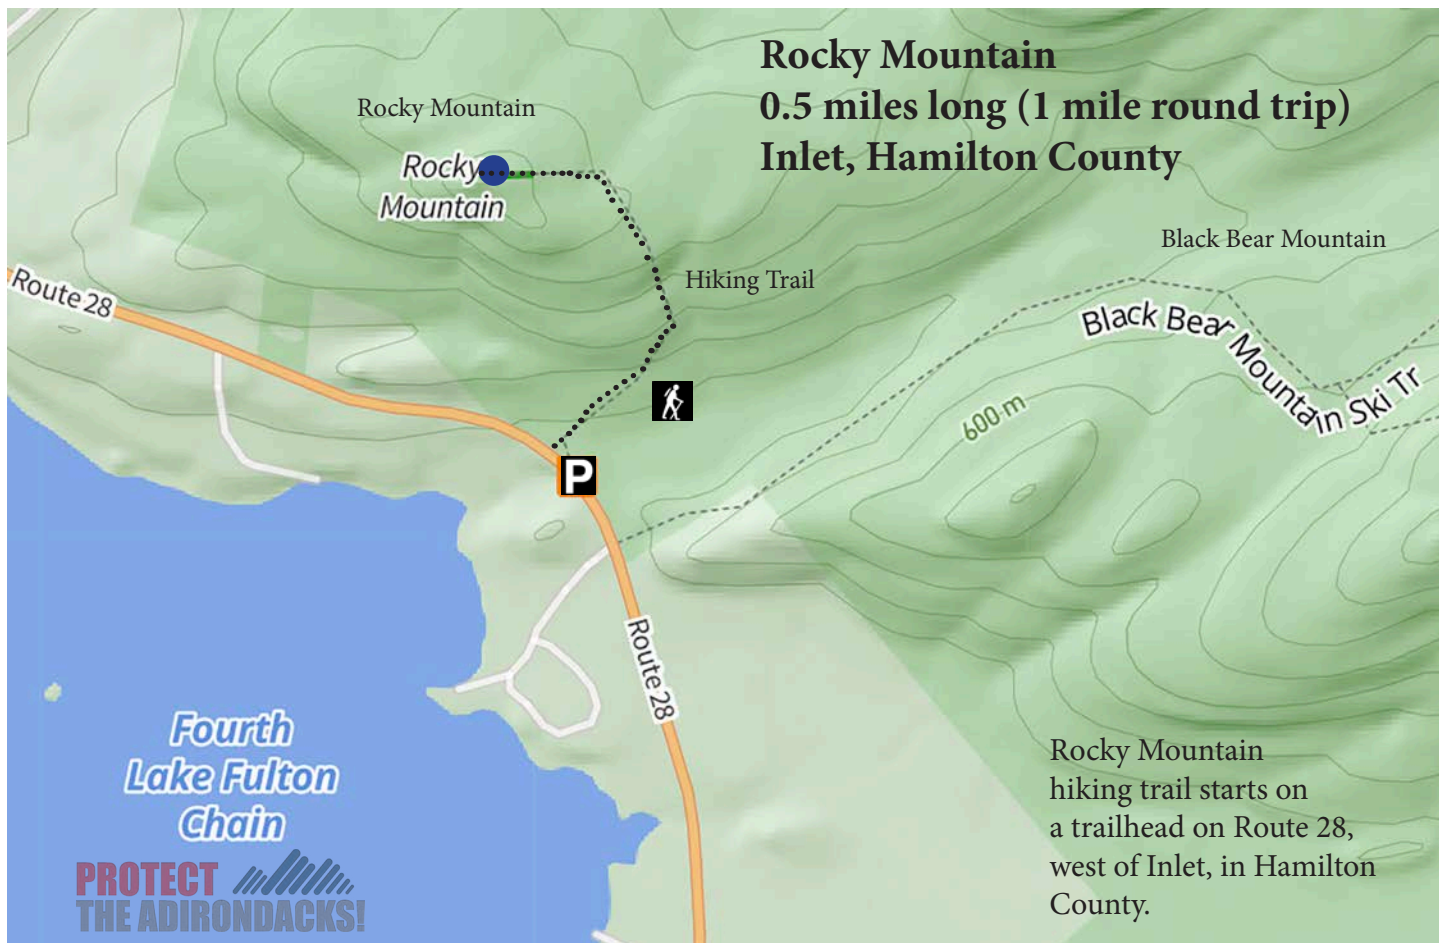 Rocky Mountain
0.5 miles long (1 mile round trip)
Inlet, Hamilton County
Rocky Mountain
Rocky
Mountain
Black Bear Mountain
Hiking Trail
Route 28
Black Bear Mountain Ski Tr
600 m
P
Route 28
Fourth
Lake Fulton
Chain
Rocky Mountain
hiking trail starts on
a trailhead on Route 28,
west of Inlet, in Hamilton
County.
PROTECT
THE ADIRONDACKS!